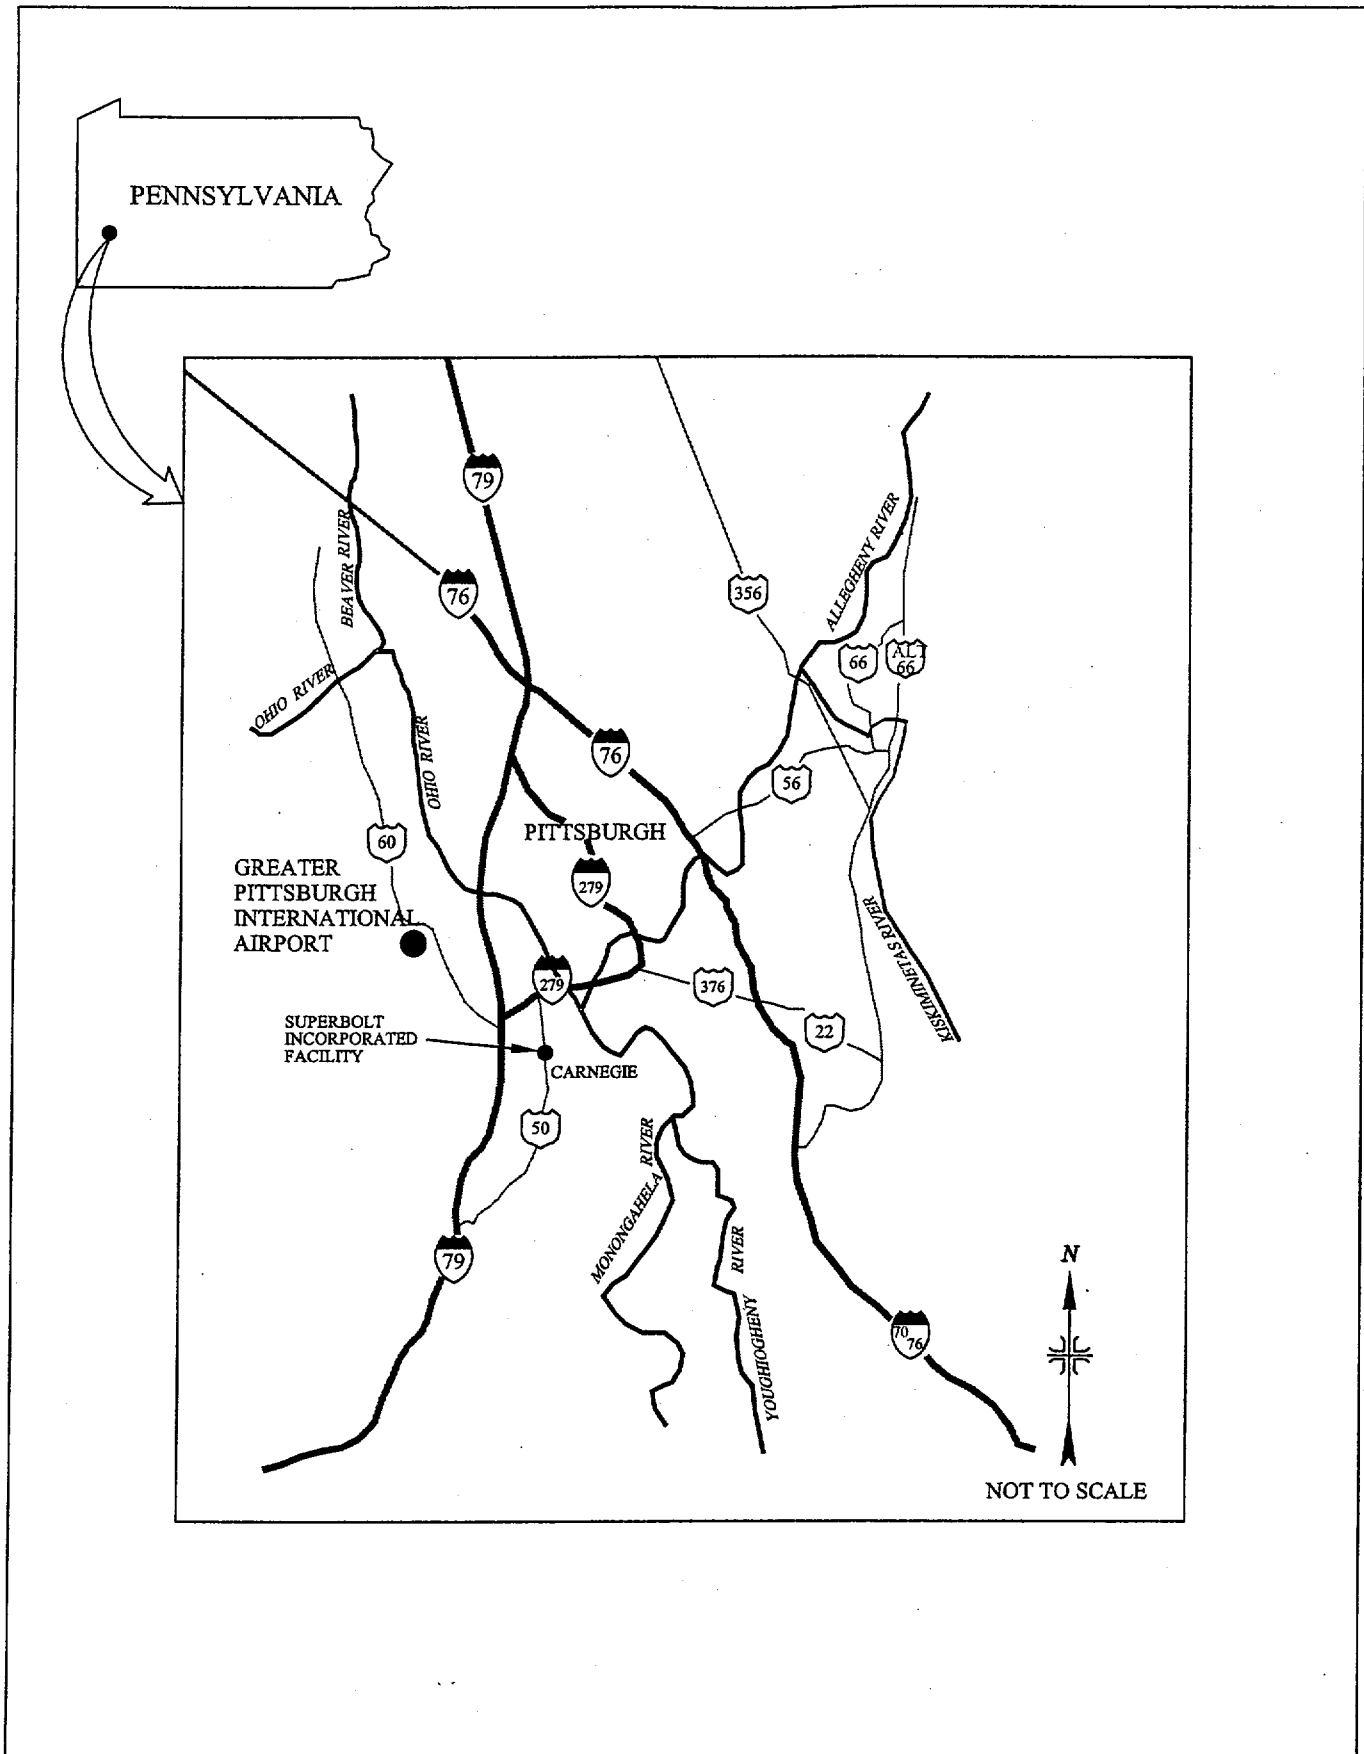 PENNSYLVANIA
79
76
356
ALLEGHENY RIVER
BEAVER RIVER
66
ALT
66
OHIO RIVER
OHIO RIVER
76
56
PITTSBURGH
60
GREATER
PITTSBURGH
INTERNATIONAL
AIRPORT
279
KISKIMINETAS RIVER
279
376
SUPERBOLT
INCORPORATED
FACILITY
22
CARNEGIE
50
MONONGAHELA RIVER
YOUGHIOGHENY RIVER
79
N
70
76
NOT TO SCALE